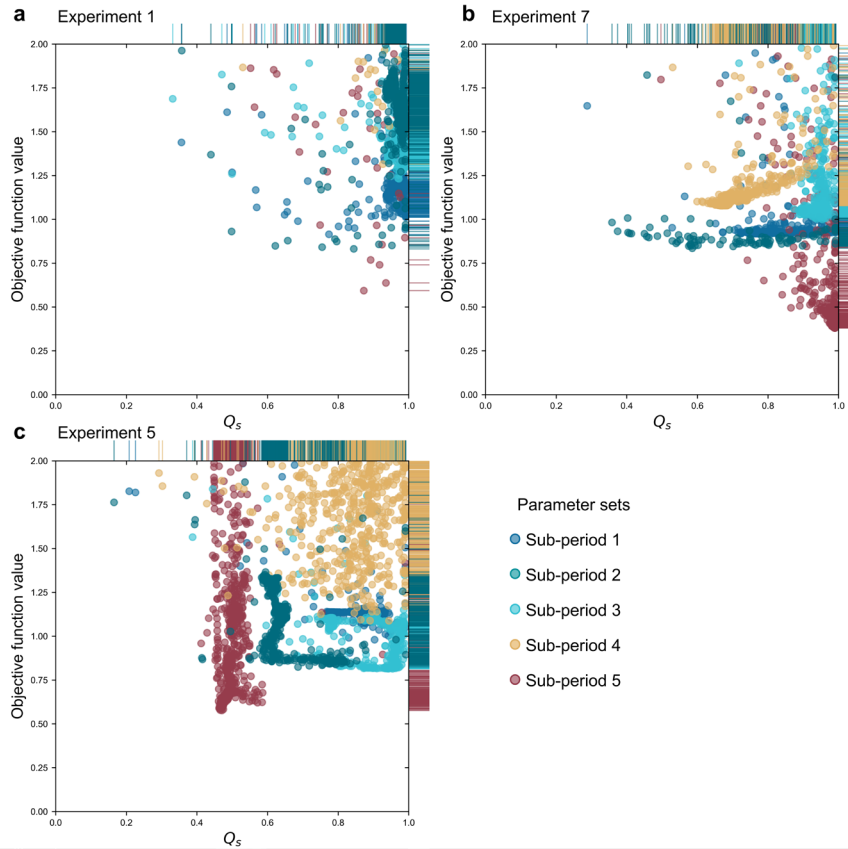 a Experiment 1
2.00
1.75
1.50
1.25
1.00
0.75
0.50
0.25
0.00
Objective function value
0.0 0.2 0.4 0.6 0.8 1.0
Qs
b Experiment 7
2.00
1.75
1.50
1.25
1.00
0.75
0.50
0.25
0.00
Objective function value
0.0 0.2 0.4 0.6 0.8 1.0
Qs
c Experiment 5
2.00
1.75
1.50
1.25
1.00
0.75
0.50
0.25
0.00
Objective function value
0.0 0.2 0.4 0.6 0.8 1.0
Qs
Parameter sets
Sub-period 1
Sub-period 2
Sub-period 3
Sub-period 4
Sub-period 5